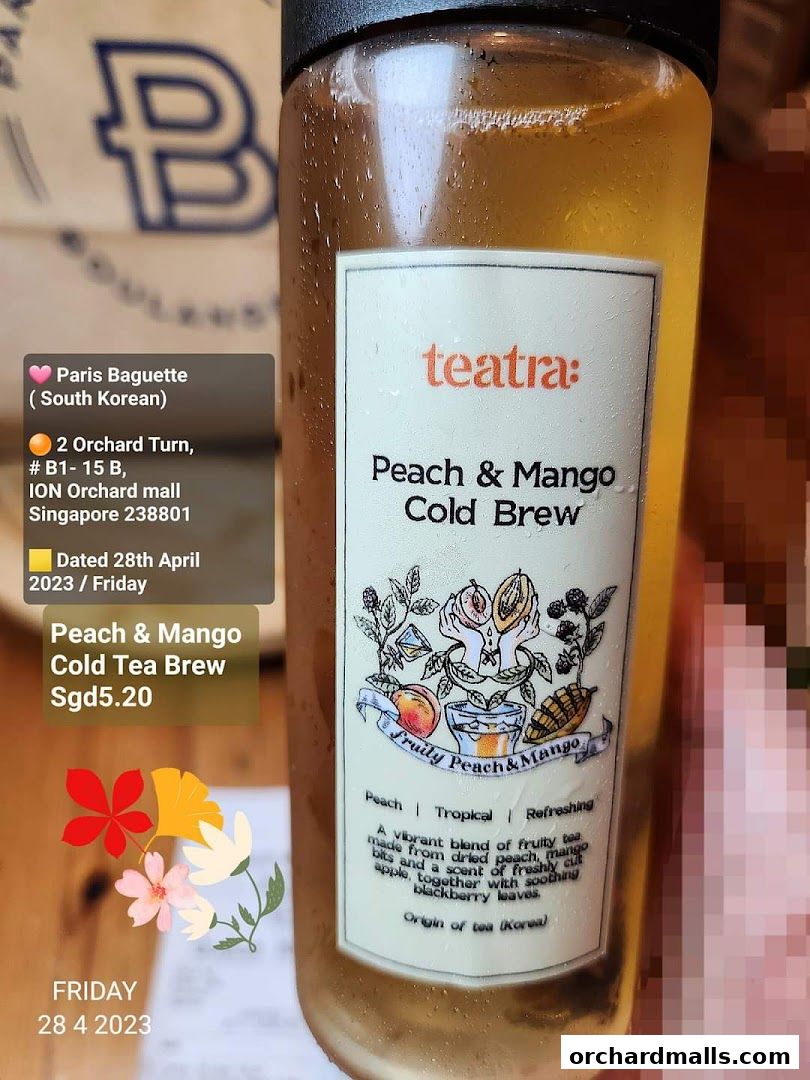 PAR
B
BOULANG
❤ Paris Baguette
( South Korean)
2 Orchard Turn,
# B1- 15 B,
ION Orchard mall
Singapore 238801
Dated 28th April
2023 / Friday
Peach & Mango
Cold Tea Brew
Sgd5.20
FRIDAY
28 4 2023
teatra:
Peach & Mango
Cold Brew
fruity Peach&Mango
Peach | Tropical | Refreshing
A vibrant blend of fruity tea
made from dried peach, mango
bits and a scent of freshly cut
apple, together with soothing
blackberry leaves.
Origin of tea (Korea)
orchardmalls.com